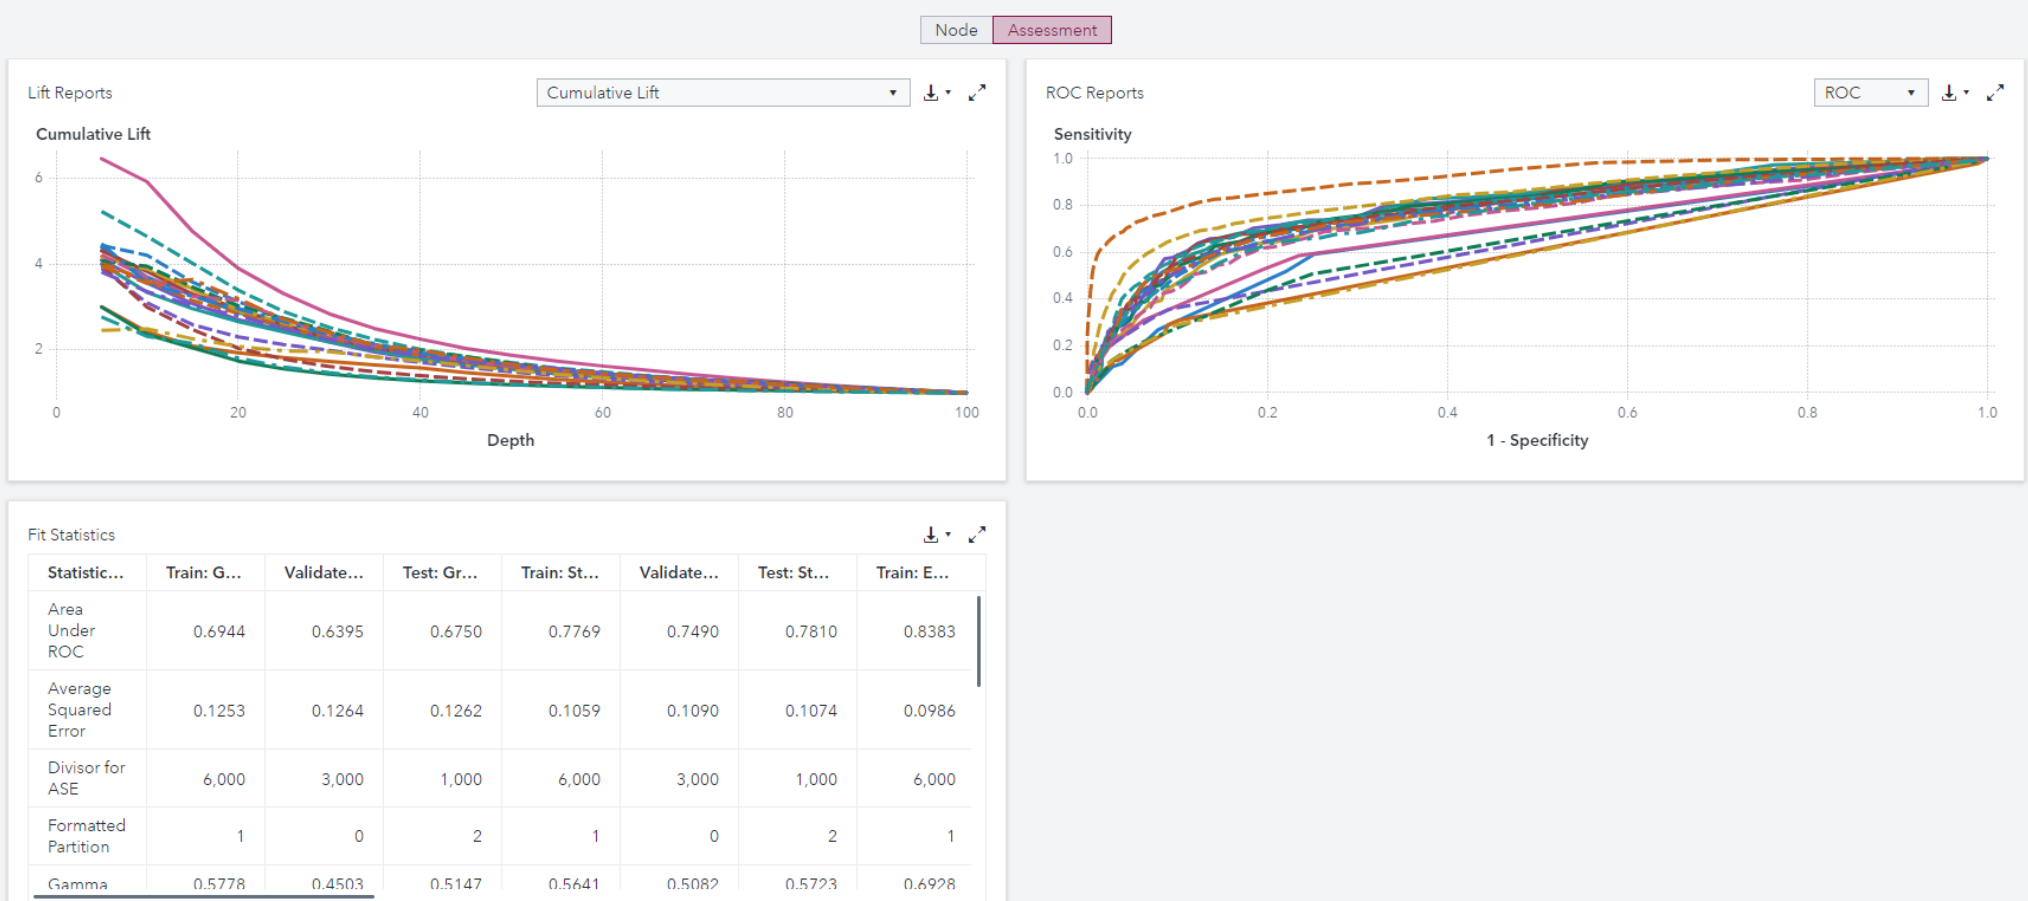 Node Assessment
Lift Reports
Cumulative Lift
Cumulative Lift
6
4
2
0 20 40 60 80 100
Depth
ROC Reports
ROC
Sensitivity
1.0
0.8
0.6
0.4
0.2
0.0
0.0 0.2 0.4 0.6 0.8 1.0
1 - Specificity
Fit Statistics
Statistic... Train: G... Validate... Test: Gr... Train: St... Validate... Test: St... Train: E...
Area
Under
ROC
0.6944 0.6395 0.6750 0.7769 0.7490 0.7810 0.8383
Average
Squared
Error
0.1253 0.1264 0.1262 0.1059 0.1090 0.1074 0.0986
Divisor for
ASE
6,000 3,000 1,000 6,000 3,000 1,000 6,000
Formatted
Partition
1 0 2 1 0 2 1
Gamma 0.5778 0.4503 0.5147 0.5641 0.5082 0.5723 0.6928